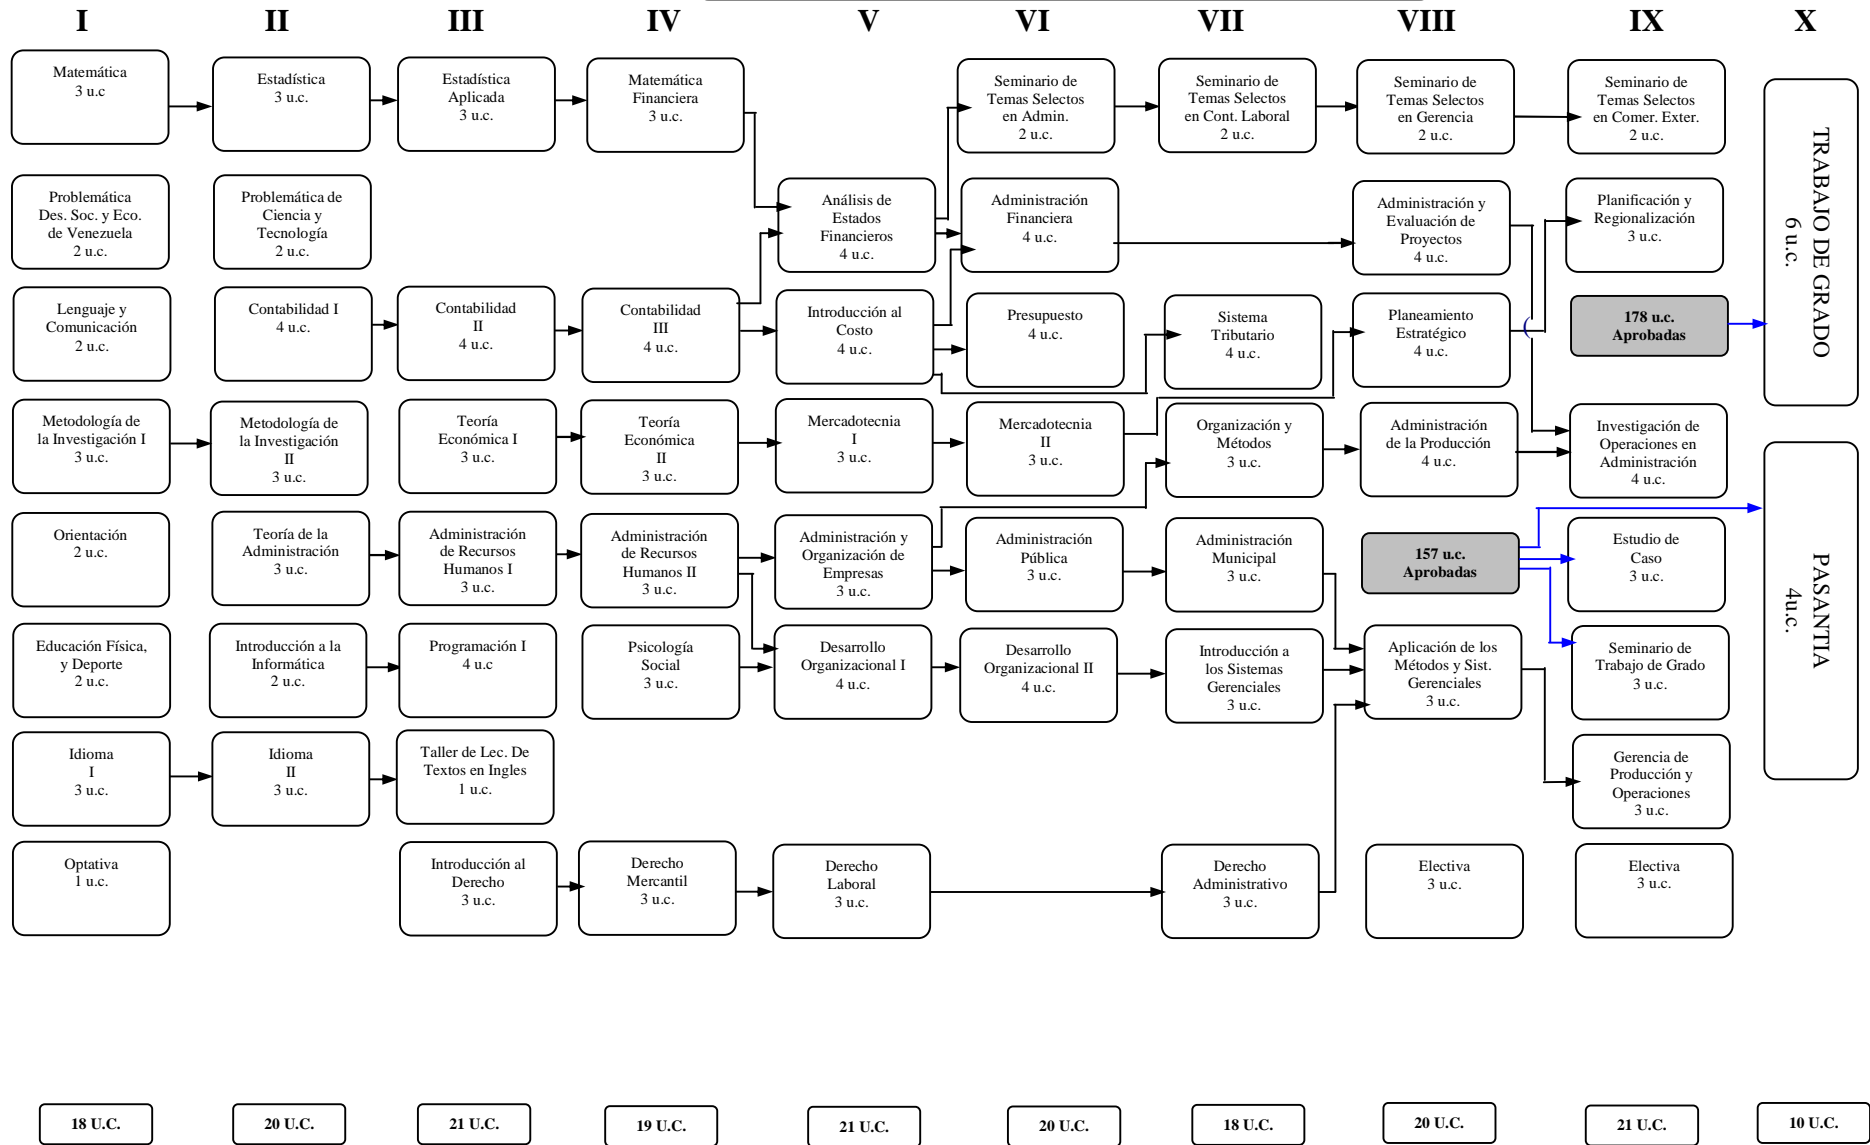 I
II
III
IV
V
VI
VII
VIII
IX
X
Matemática
3 u.c
Estadística
3 u.c.
Estadística
Aplicada
3 u.c.
Matemática
Financiera
3 u.c.
Seminario de
Temas Selectos
en Admin.
2 u.c.
Seminario de
Temas Selectos
en Cont. Laboral
2 u.c.
Seminario de
Temas Selectos
en Gerencia
2 u.c.
Seminario de
Temas Selectos
en Comer. Exter.
2 u.c.
TRABAJO DE GRADO
6 u.c.
Problemática
Des. Soc. y Eco.
de Venezuela
2 u.c.
Problemática de
Ciencia y
Tecnología
2 u.c.
Análisis de
Estados
Financieros
4 u.c.
Administración
Financiera
4 u.c.
Administración y
Evaluación de
Proyectos
4 u.c.
Planificación y
Regionalización
3 u.c.
Lenguaje y
Comunicación
2 u.c.
Contabilidad I
4 u.c.
Contabilidad
II
4 u.c.
Contabilidad
III
4 u.c.
Introducción al
Costo
4 u.c.
Presupuesto
4 u.c.
Sistema
Tributario
4 u.c.
Planeamiento
Estratégico
4 u.c.
178 u.c.
Aprobadas
Metodología de
la Investigación I
3 u.c.
Metodología de
la Investigación
II
3 u.c.
Teoría
Económica I
3 u.c.
Teoría
Económica
II
3 u.c.
Mercadotecnia
I
3 u.c.
Mercadotecnia
II
3 u.c.
Organización y
Métodos
3 u.c.
Administración
de la Producción
4 u.c.
Investigación de
Operaciones en
Administración
4 u.c.
PASANTIA
4u.c.
Orientación
2 u.c.
Teoría de la
Administración
3 u.c.
Administración
de Recursos
Humanos I
3 u.c.
Administración
de Recursos
Humanos II
3 u.c.
Administración y
Organización de
Empresas
3 u.c.
Administración
Pública
3 u.c.
Administración
Municipal
3 u.c.
157 u.c.
Aprobadas
Estudio de
Caso
3 u.c.
Educación Física,
y Deporte
2 u.c.
Introducción a la
Informática
2 u.c.
Programación I
4 u.c
Psicología
Social
3 u.c.
Desarrollo
Organizacional I
4 u.c.
Desarrollo
Organizacional II
4 u.c.
Introducción a
los Sistemas
Gerenciales
3 u.c.
Aplicación de los
Métodos y Sist.
Gerenciales
3 u.c.
Seminario de
Trabajo de Grado
3 u.c.
Idioma
I
3 u.c.
Idioma
II
3 u.c.
Taller de Lec. De
Textos en Ingles
1 u.c.
Gerencia de
Producción y
Operaciones
3 u.c.
Optativa
1 u.c.
Introducción al
Derecho
3 u.c.
Derecho
Mercantil
3 u.c.
Derecho
Laboral
3 u.c.
Derecho
Administrativo
3 u.c.
Electiva
3 u.c.
Electiva
3 u.c.
18 U.C.
20 U.C.
21 U.C.
19 U.C.
21 U.C.
20 U.C.
18 U.C.
20 U.C.
21 U.C.
10 U.C.